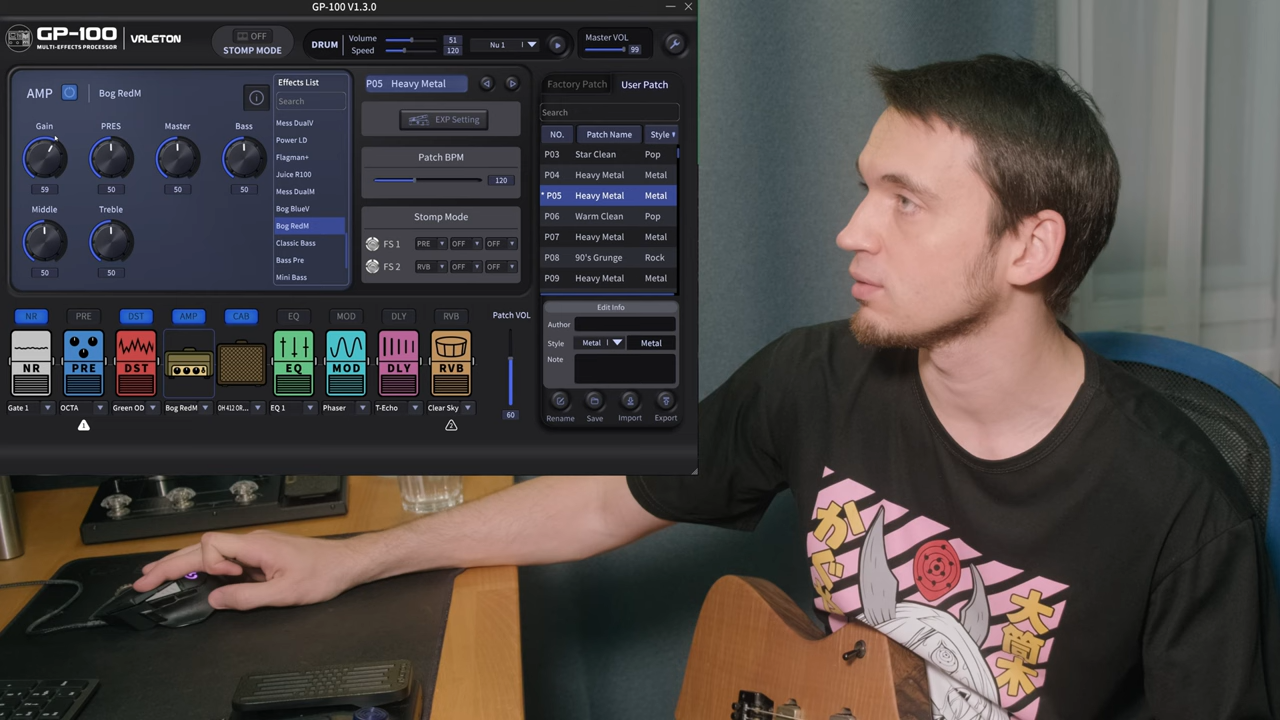 GP-100 V1.3.0
GP-100
MULTI-EFFECTS PROCESSOR
VALETON
OFF
STOMP MODE
DRUM
Volume
51
Speed
120
Nu 1
Master VOL
99
AMP
Bog RedM
Gain
PRES
Master
Bass
59
50
50
50
Middle
Treble
50
50
Effects List
Search
Mess DualV
Power LD
Flagman+
Juice R100
Mess DualM
Bog BlueV
Bog RedM
Classic Bass
Bass Pre
Mini Bass
P05 Heavy Metal
EXP Setting
Patch BPM
120
Stomp Mode
FS 1 PRE OFF OFF
FS 2 RVB OFF OFF
Factory Patch
User Patch
Search
NO. Patch Name Style
P03 Star Clean Pop
P04 Heavy Metal Metal
* P05 Heavy Metal Metal
P06 Warm Clean Pop
P07 Heavy Metal Metal
P08 90's Grunge Rock
P09 Heavy Metal Metal
Edit Info
Author
Style Metal Metal
Note
Rename Save Import Export
NR PRE DST AMP CAB EQ MOD DLY RVB
NR PRE DST EQ MOD DLY RVB
Gate 1 OCTA Green OD Bog RedM EQ 1 Phaser T-Echo Clear Sky
1
2
Patch VOL
60
大筒木